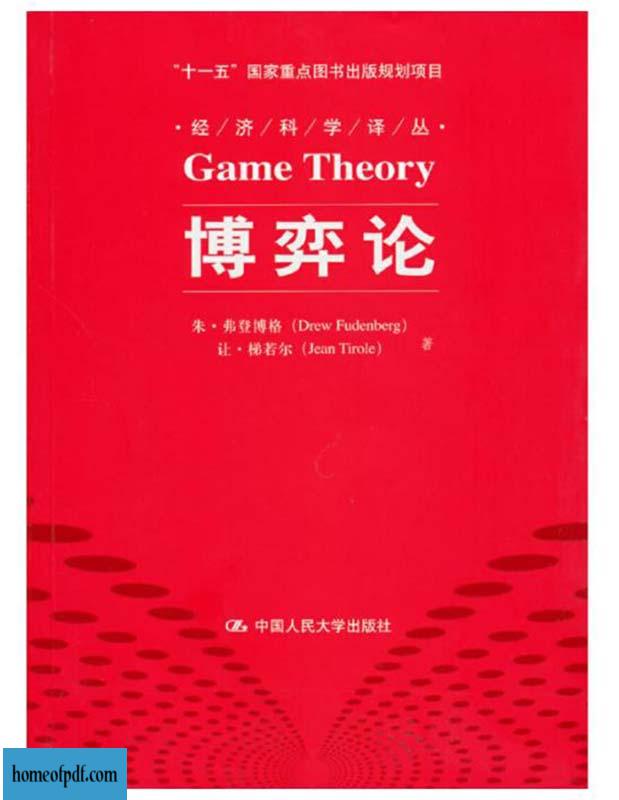 “十一五”国家重点图书出版规划项目
·经/济/科/学/译/丛·
Game Theory
博弈论
朱·弗登博格（Drew Fudenberg）
让·梯若尔（Jean Tirole） 著
中国人民大学出版社
homeofpdf.com